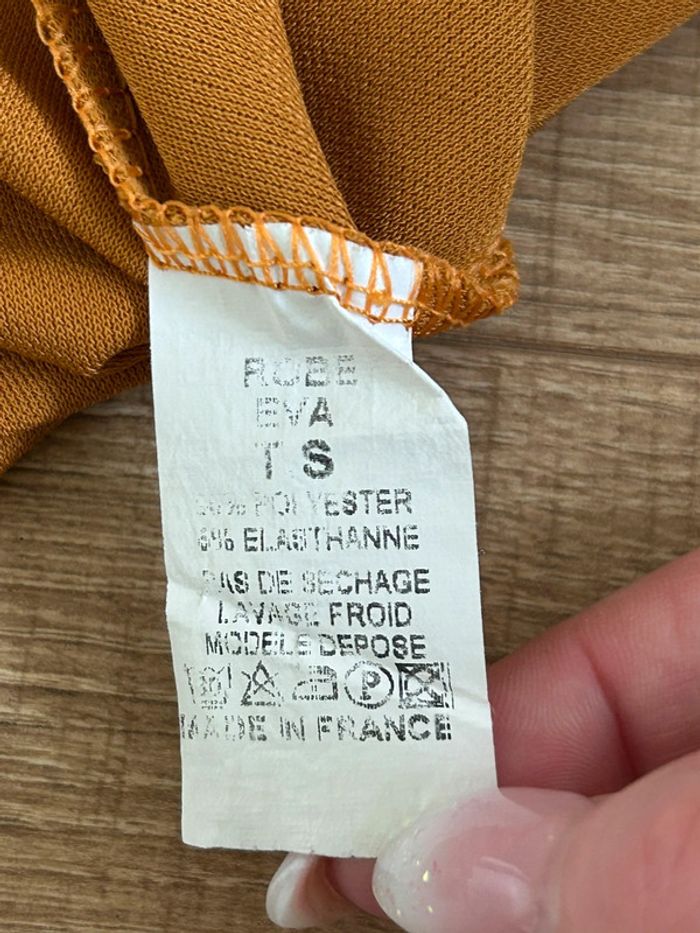 ROBE
EVA
T S
POLYESTER
ELASTHANNE
PAS DE SECHAGE
LAVAGE FROID
MODELE DEPOSE
P
MADE IN FRANCE